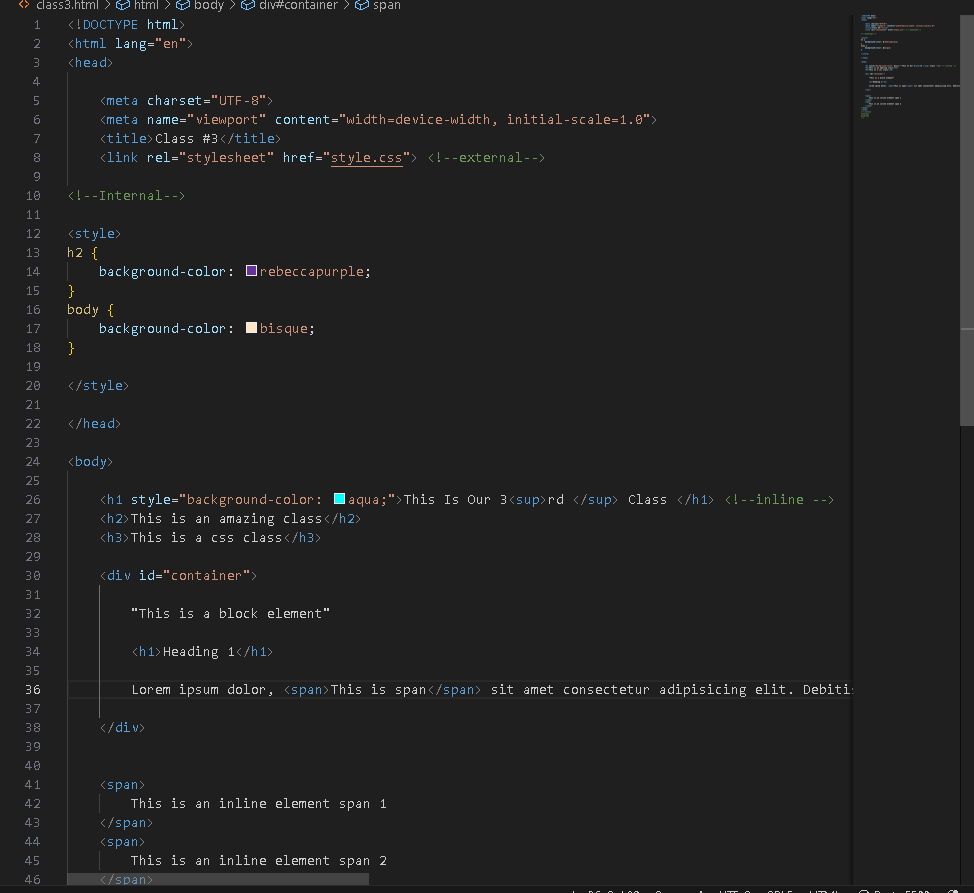 class3.html > html > body > div#container > span
1 <!DOCTYPE html>
2 <html lang="en">
3 <head>
4
5 <meta charset="UTF-8">
6 <meta name="viewport" content="width=device-width, initial-scale=1.0">
7 <title>Class #3</title>
8 <link rel="stylesheet" href="style.css"> <!--external-->
9
10 <!--Internal-->
11
12 <style>
13 h2 {
14 background-color: rebeccapurple;
15 }
16 body {
17 background-color: bisque;
18 }
19
20 </style>
21
22 </head>
23
24 <body>
25
26 <h1 style="background-color: aqua;">This Is Our 3<sup>rd </sup> Class </h1> <!--inline -->
27 <h2>This is an amazing class</h2>
28 <h3>This is a css class</h3>
29
30 <div id="container">
31
32 "This is a block element"
33
34 <h1>Heading 1</h1>
35
36 Lorem ipsum dolor, <span>This is span</span> sit amet consectetur adipisicing elit. Debiti
37
38 </div>
39
40
41 <span>
42 This is an inline element span 1
43 </span>
44 <span>
45 This is an inline element span 2
46 </span>